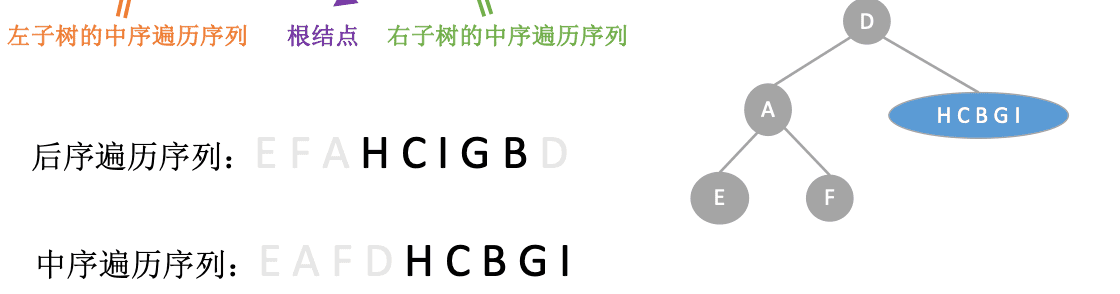 左子树的中序遍历序列 根结点 右子树的中序遍历序列
D
A
H C B G I
后序遍历序列：E F A H C I G B D
E F
中序遍历序列：E A F D H C B G I